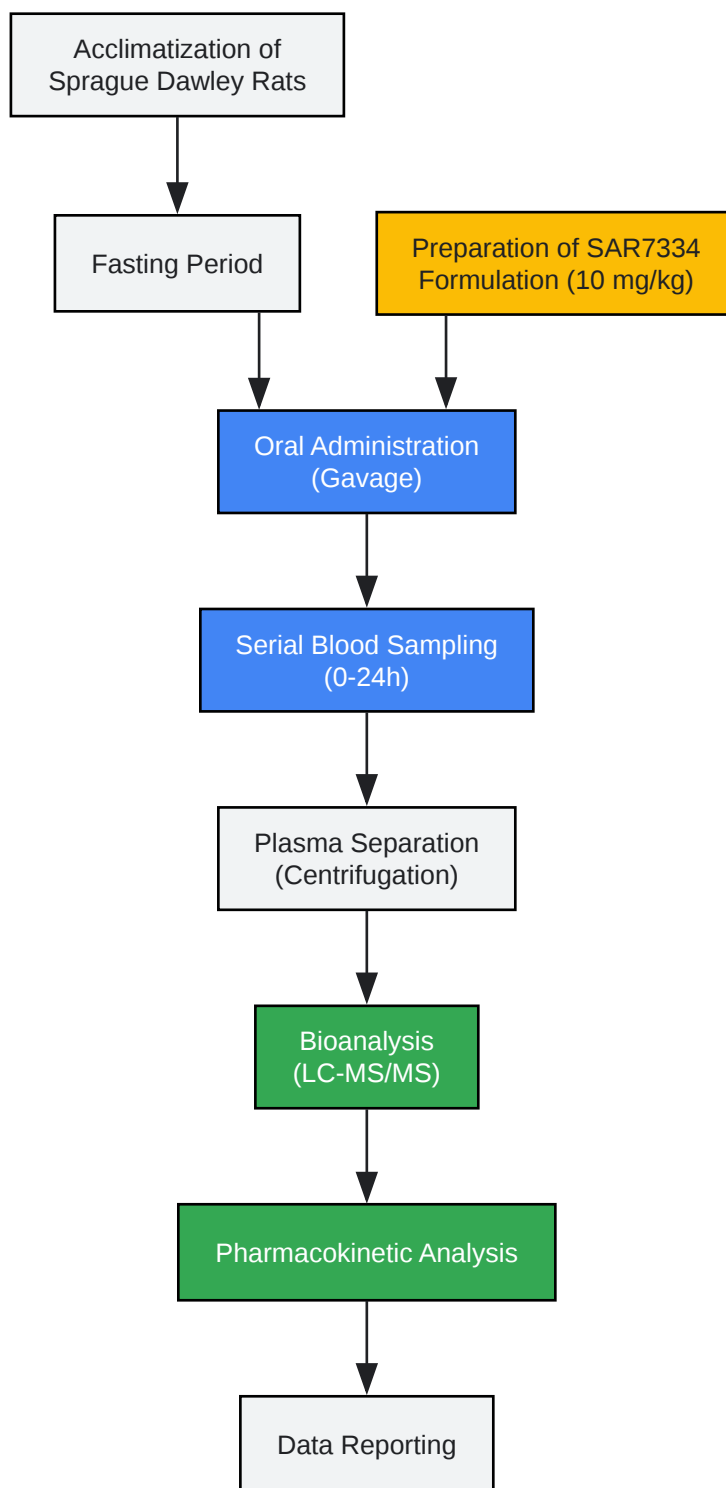 Acclimatization of
Sprague Dawley Rats
Fasting Period
Preparation of SAR7334
Formulation (10 mg/kg)
Oral Administration
(Gavage)
Serial Blood Sampling
(0-24h)
Plasma Separation
(Centrifugation)
Bioanalysis
(LC-MS/MS)
Pharmacokinetic Analysis
Data Reporting